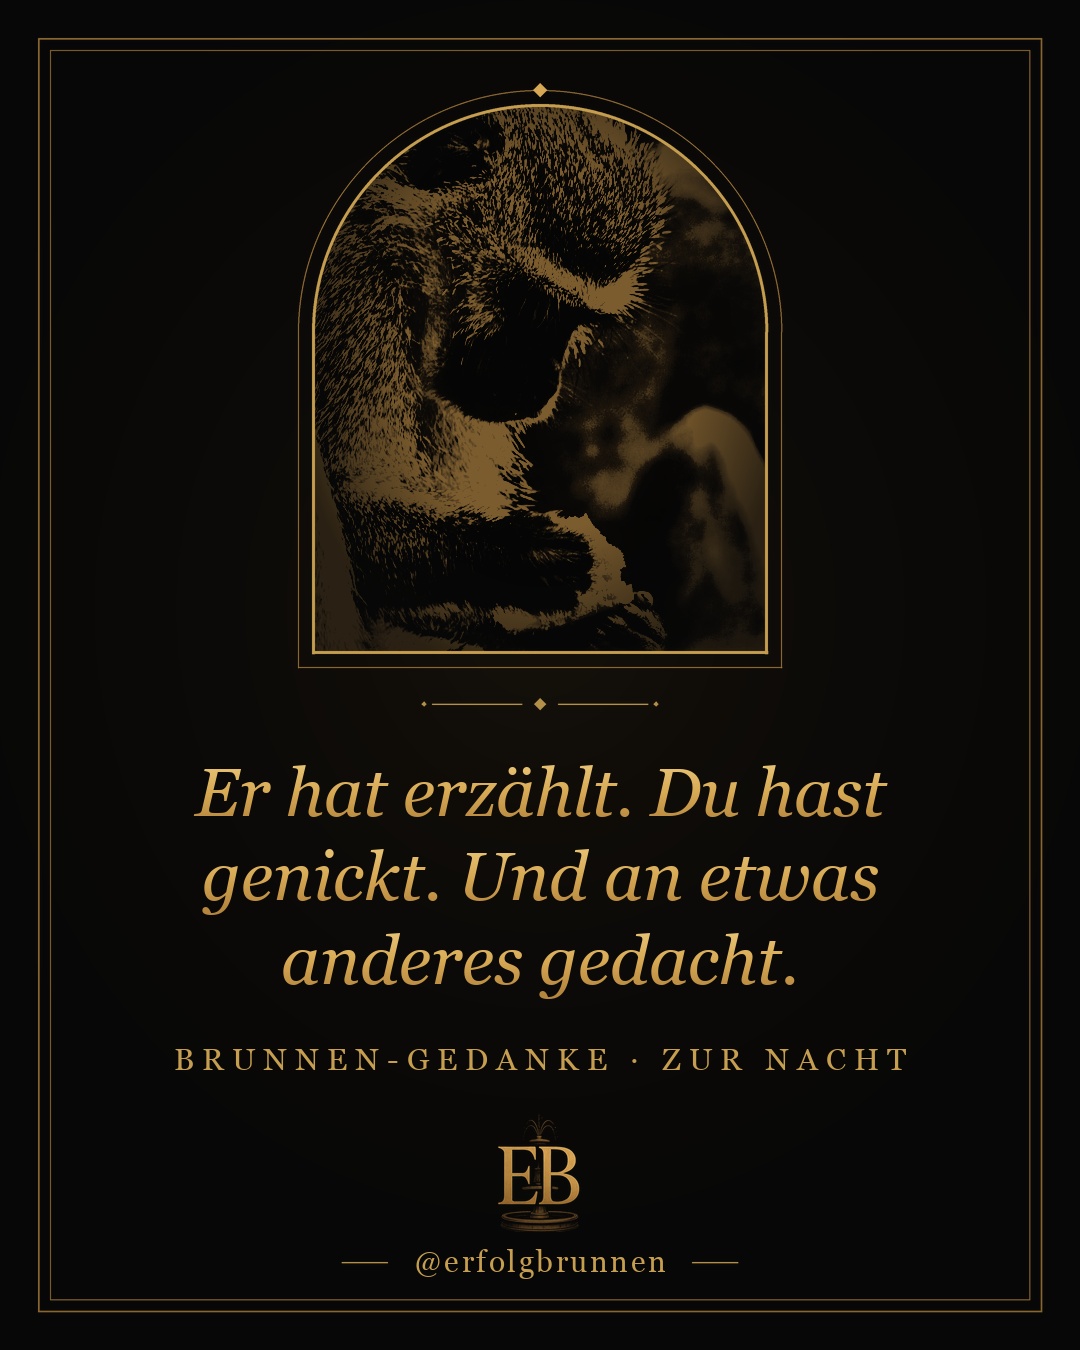 Er hat erzählt. Du hast
genickt. Und an etwas
anderes gedacht.
BRUNNEN-GEDANKE · ZUR NACHT
EB
@erfolgbrunnen